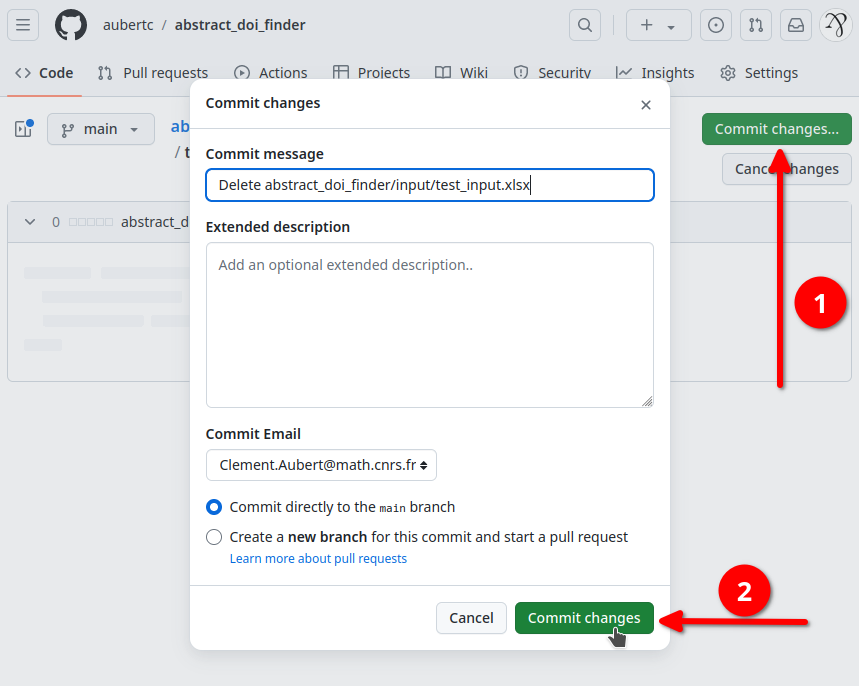 aubertc / abstract_doi_finder
Code Pull requests Actions Projects Wiki Security Insights Settings
main
ab
/ t
Commit changes...
Cancel changes
0 abstract_d
Commit changes
Commit message
Delete abstract_doi_finder/input/test_input.xlsx
Extended description
Add an optional extended description..
Commit Email
Clement.Aubert@math.cnrs.fr
Commit directly to the main branch
Create a new branch for this commit and start a pull request
Learn more about pull requests
Cancel Commit changes
1
2